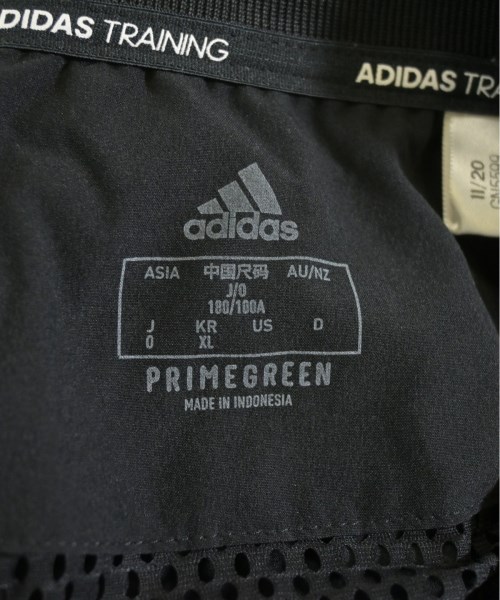 ADIDAS TRAINING
ADIDAS TRA
11/20
adidas
ASIA 中国尺码 AU/NZ
J/O
180/100A
J KR US D
O XL
PRIMEGREEN
MADE IN INDONESIA